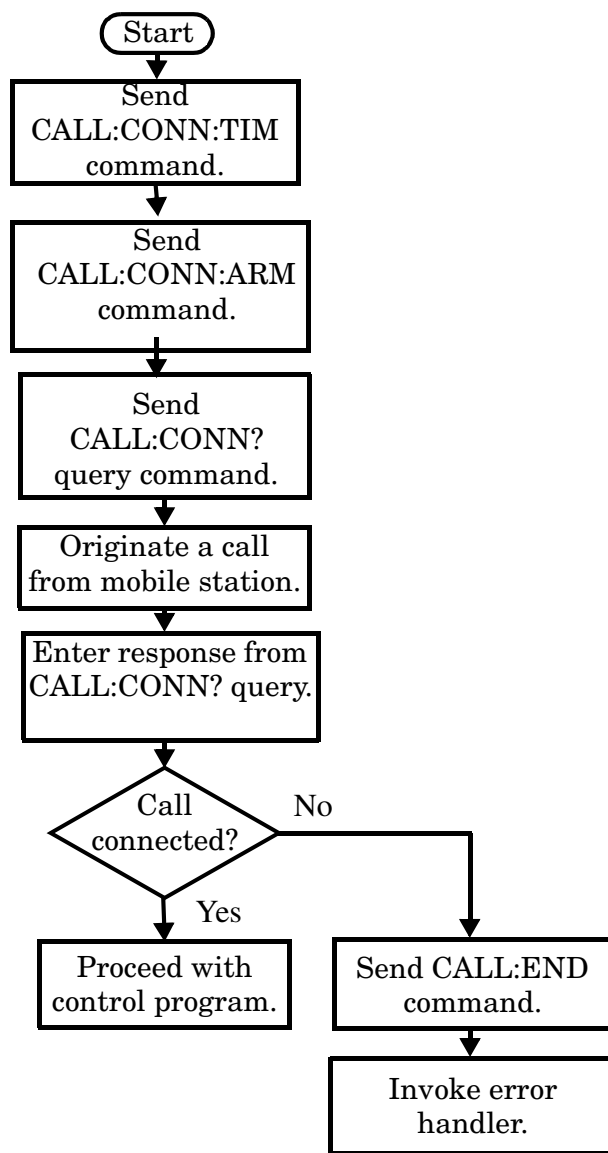 Start
Send
CALL:CONN:TIM
command.
Send
CALL:CONN:ARM
command.
Send
CALL:CONN?
query command.
Originate a call
from mobile station.
Enter response from
CALL:CONN? query.
Call
connected?
No
Yes
Proceed with
control program.
Send CALL:END
command.
Invoke error
handler.